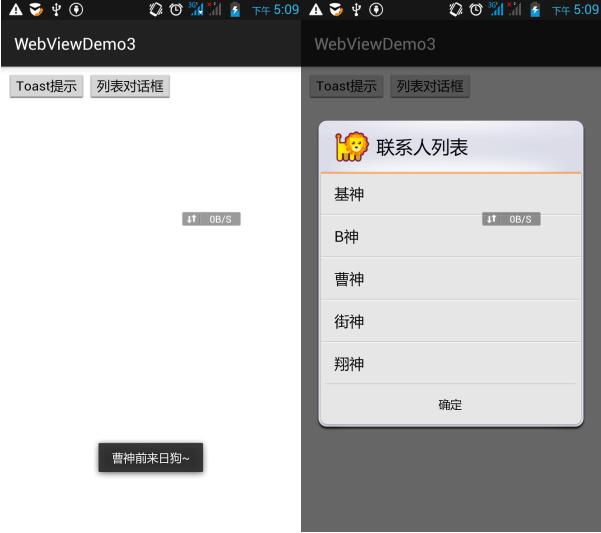 3G
下午 5:09
WebViewDemo3
Toast提示 列表对话框
0B/S
曹神前来日狗~
3G
下午 5:09
WebViewDemo3
Toast提示 列表对话框
联系人列表
基神
0B/S
B神
曹神
街神
翔神
确定